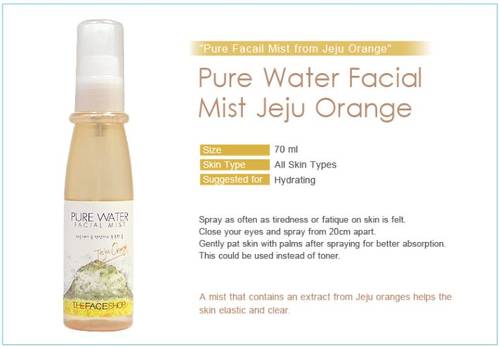 "Pure Facail Mist from Jeju Orange"
Pure Water Facial
Mist Jeju Orange
Size 70 ml
Skin Type All Skin Types
Suggested for Hydrating
Spray as often as tiredness or fatique on skin is felt.
Close your eyes and spray from 20cm apart.
Gently pat skin with palms after spraying for better absorption.
This could be used instead of toner.
A mist that contains an extract from Jeju oranges helps the
skin elastic and clear.
PURE WATER
FACIAL MIST
Jeju Orange
THEFACESHOP